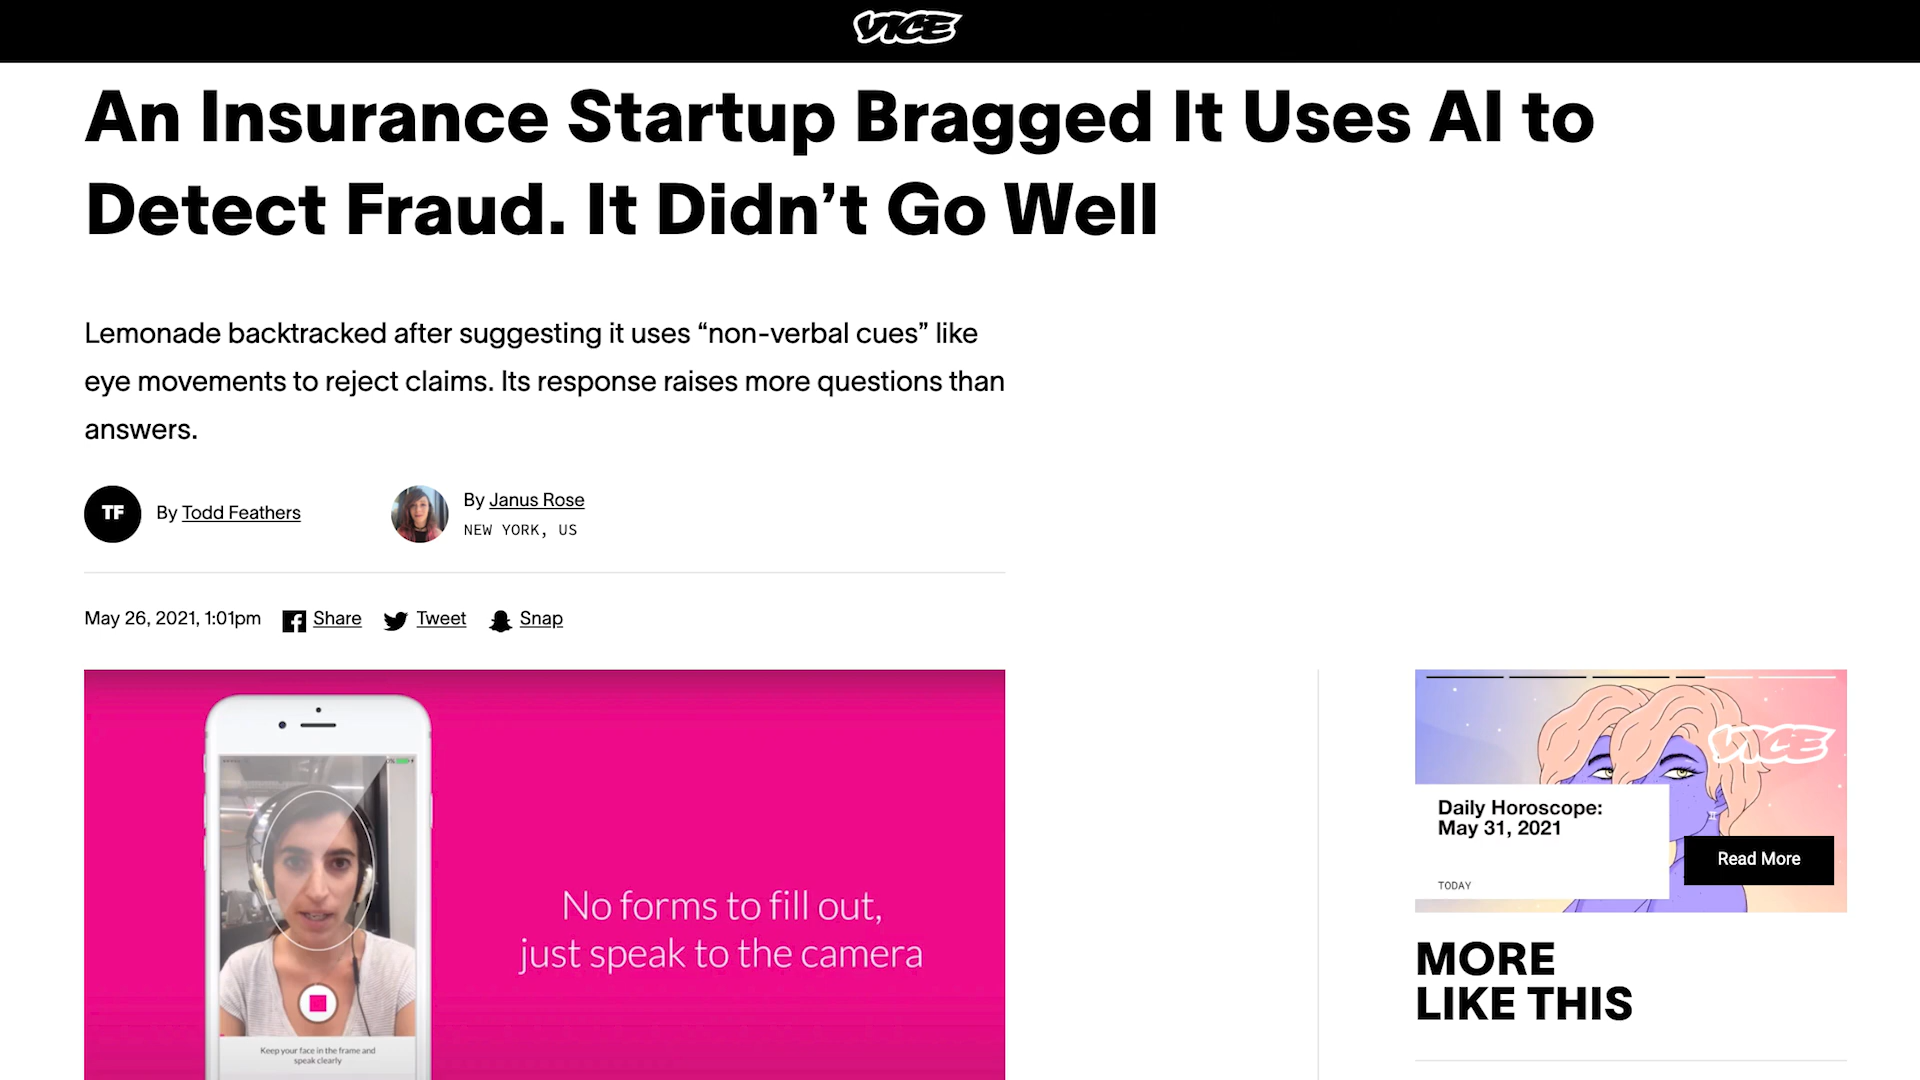 VICE
An Insurance Startup Bragged It Uses AI to
Detect Fraud. It Didn’t Go Well
Lemonade backtracked after suggesting it uses “non-verbal cues” like
eye movements to reject claims. Its response raises more questions than
answers.
TF
By Todd Feathers
By Janus Rose
NEW YORK, US
May 26, 2021, 1:01pm
Share
Tweet
Snap
No forms to fill out,
just speak to the camera
Keep your face in the frame and
speak clearly
VICE
Daily Horoscope:
May 31, 2021
TODAY
Read More
MORE
LIKE THIS